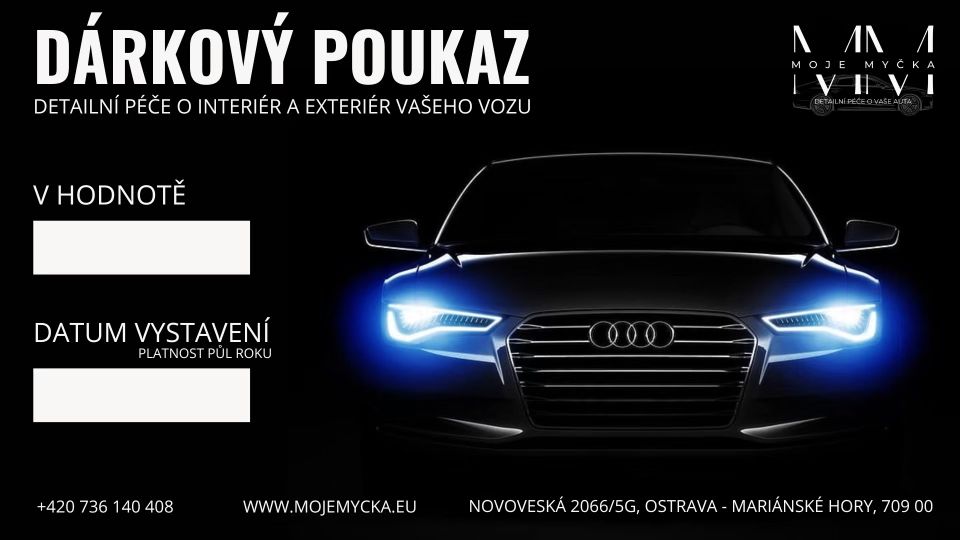 DÁRKOVÝ POUKAZ
DETAILNÍ PÉČE O INTERIÉR A EXTERIÉR VAŠEHO VOZU
MOJE MYČKA
DETAILNÍ PÉČE O VAŠE AUTA
V HODNOTĚ
DATUM VYSTAVENÍ
PLATNOST PŮL ROKU
+420 736 140 408
WWW.MOJEMYCKA.EU
NOVOVESKÁ 2066/5G, OSTRAVA - MARIÁNSKÉ HORY, 709 00